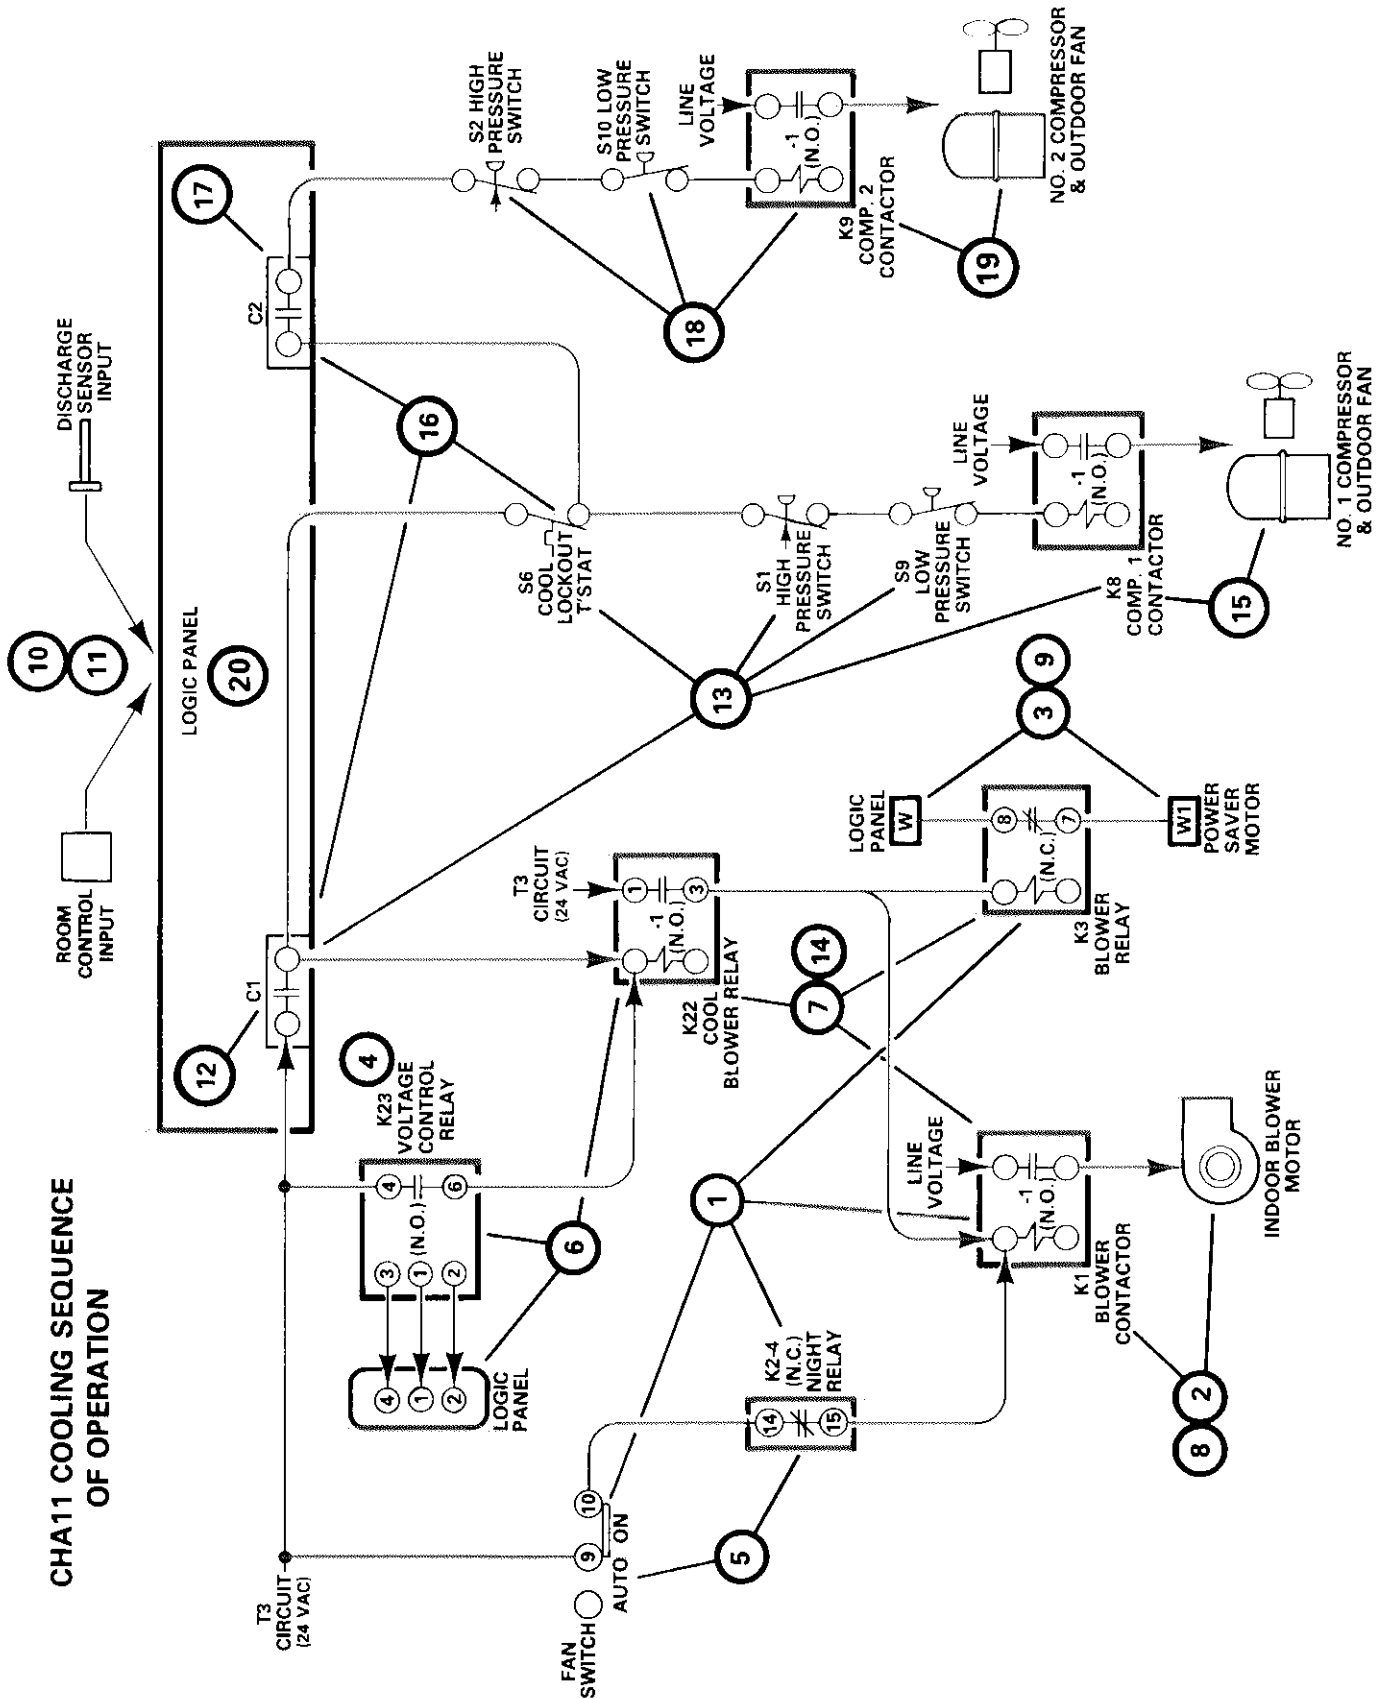 CHA11 COOLING SEQUENCE
OF OPERATION
ROOM
CONTROL
INPUT
10
11
DISCHARGE
SENSOR
INPUT
LOGIC PANEL
20
12
C1
C2
17
T3
CIRCUIT
(24 VAC)
4
K23
VOLTAGE
CONTROL
RELAY
4
6
(N.O.)
3
1
2
4
1
2
LOGIC
PANEL
6
16
FAN
SWITCH
9
10
AUTO ON
5
K2-4
(N.C.)
NIGHT
RELAY
14
15
1
T3
CIRCUIT
(24 VAC)
1
3
-1
(N.O.)
K22
COOL
BLOWER RELAY
7
14
S6
COOL
LOCKOUT
T'STAT
13
S1
HIGH
PRESSURE
SWITCH
S9
LOW
PRESSURE
SWITCH
S2 HIGH
PRESSURE
SWITCH
S10 LOW
PRESSURE
SWITCH
18
LINE
VOLTAGE
-1
(N.O.)
K9
COMP. 2
CONTACTOR
19
NO. 2 COMPRESSOR
& OUTDOOR FAN
LINE
VOLTAGE
-1
(N.O.)
K1
BLOWER
CONTACTOR
2
8
INDOOR BLOWER
MOTOR
LOGIC
PANEL
W
8
7
(N.C.)
K3
BLOWER
RELAY
W1
POWER
SAVER
MOTOR
3
9
LINE
VOLTAGE
-1
(N.O.)
K8
COMP. 1
CONTACTOR
15
NO. 1 COMPRESSOR
& OUTDOOR FAN